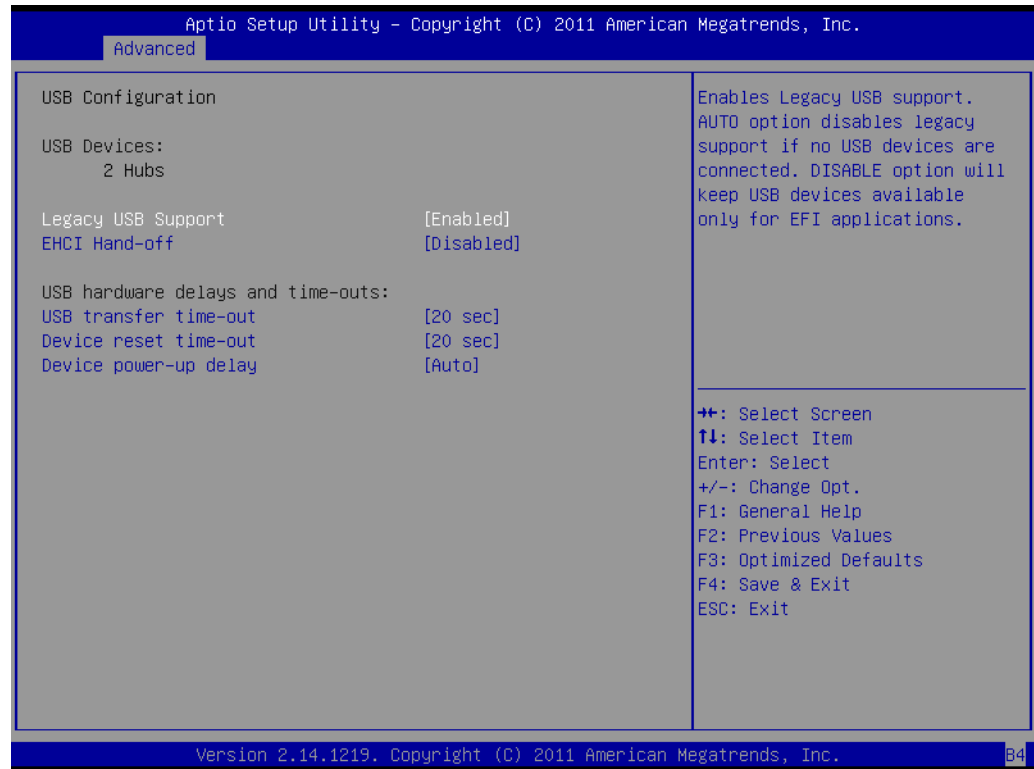 Aptio Setup Utility – Copyright (C) 2011 American Megatrends, Inc.
Advanced
USB Configuration
USB Devices:
2 Hubs
Legacy USB Support [Enabled]
EHCI Hand-off [Disabled]
USB hardware delays and time-outs:
USB transfer time-out [20 sec]
Device reset time-out [20 sec]
Device power-up delay [Auto]
Enables Legacy USB support.
AUTO option disables legacy
support if no USB devices are
connected. DISABLE option will
keep USB devices available
only for EFI applications.
→←: Select Screen
↑↓: Select Item
Enter: Select
+/-: Change Opt.
F1: General Help
F2: Previous Values
F3: Optimized Defaults
F4: Save & Exit
ESC: Exit
Version 2.14.1219. Copyright (C) 2011 American Megatrends, Inc.
B4